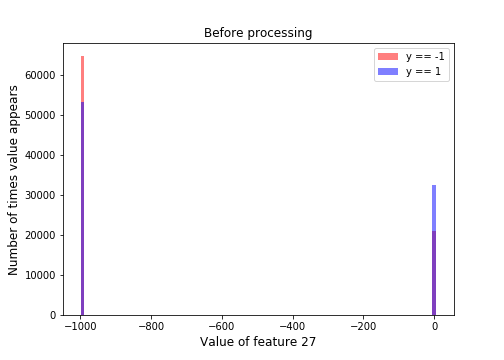 Before processing
y == -1
y == 1
Number of times value appears
60000
50000
40000
30000
20000
10000
0
−1000 −800 −600 −400 −200 0
Value of feature 27